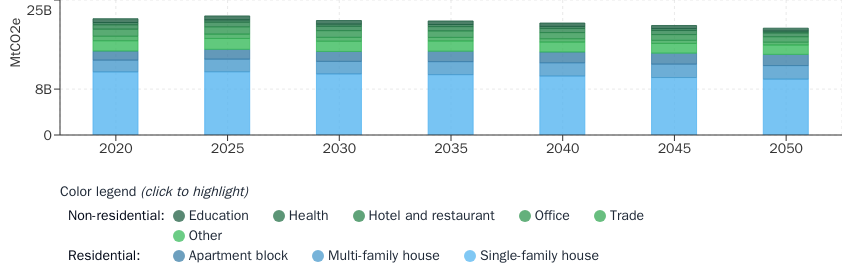 25B
MtCO2e
8B
0
2020 2025 2030 2035 2040 2045 2050
Color legend (click to highlight)
Non-residential: Education Health Hotel and restaurant Office Trade
Other
Residential: Apartment block Multi-family house Single-family house